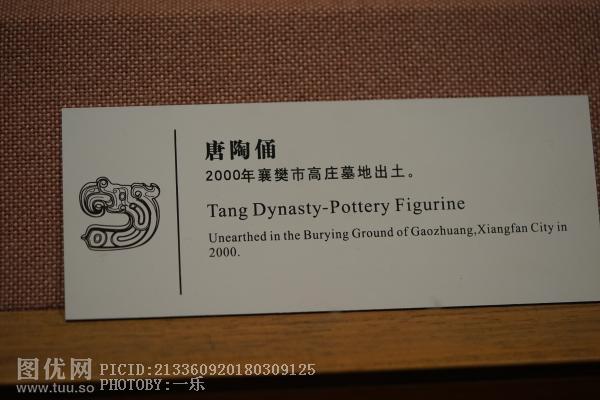 唐陶俑
2000年襄樊市高庄墓地出土。
Tang Dynasty-Pottery Figurine
Unearthed in the Burying Ground of Gaozhuang,Xiangfan City in
2000.
图优网
www.tuu.so
PICID:213360920180309125
PHOTOBY:一乐